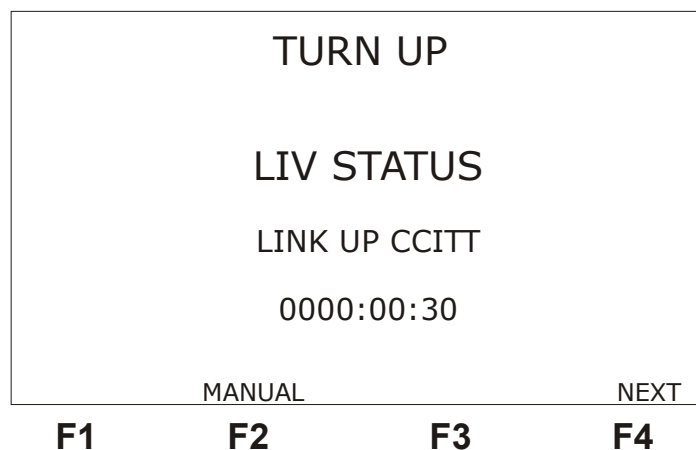 TURN UP
LIV STATUS
LINK UP CCITT
0000:00:30
MANUAL NEXT
F1 F2 F3 F4